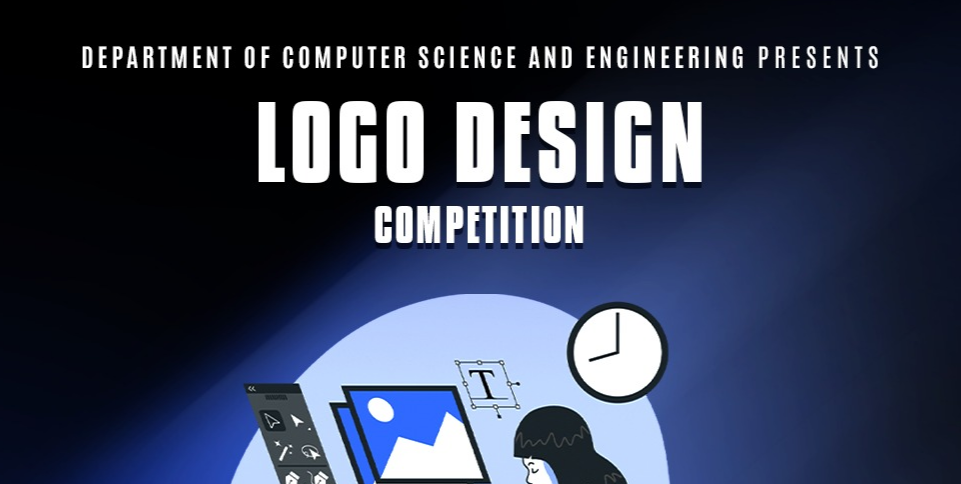 DEPARTMENT OF COMPUTER SCIENCE AND ENGINEERING PRESENTS
LOGO DESIGN
COMPETITION
T